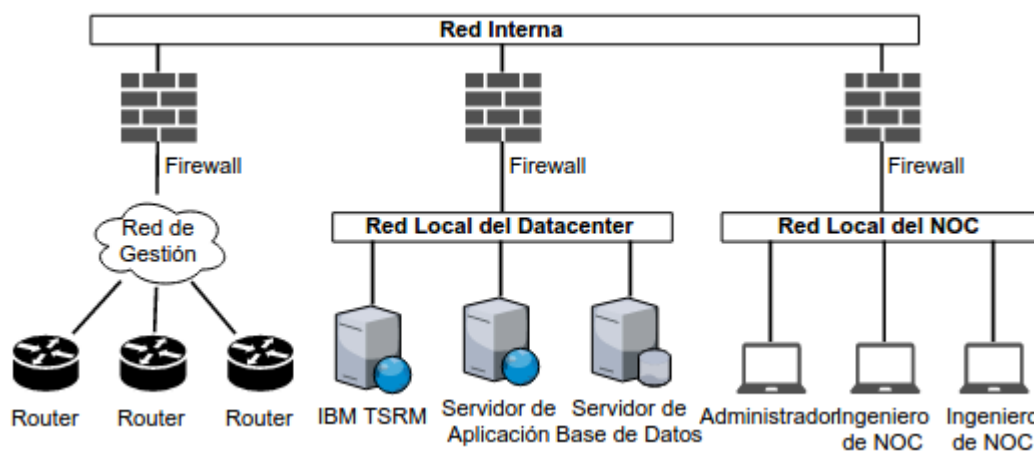 Red Interna
Firewall
Firewall
Firewall
Red de
Gestión
Red Local del Datacenter
Red Local del NOC
Router
Router
Router
IBM TSRM
Servidor de
Aplicación
Servidor de
Base de Datos
Administrador
Ingeniero
de NOC
Ingeniero
de NOC